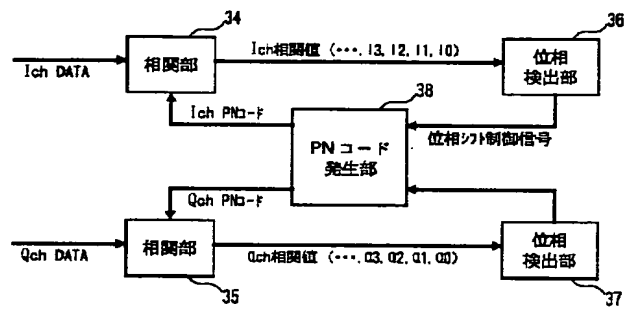 34
36
Ich相関値 (・・・, I3, I2, I1, I0)
相関部
位相
検出部
Ich DATA
38
Ich PNコード
PNコード
発生部
位相シフト制御信号
Qch PNコード
相関部
位相
検出部
Qch DATA
Qch相関値 (・・・, Q3, Q2, Q1, Q0)
35
37